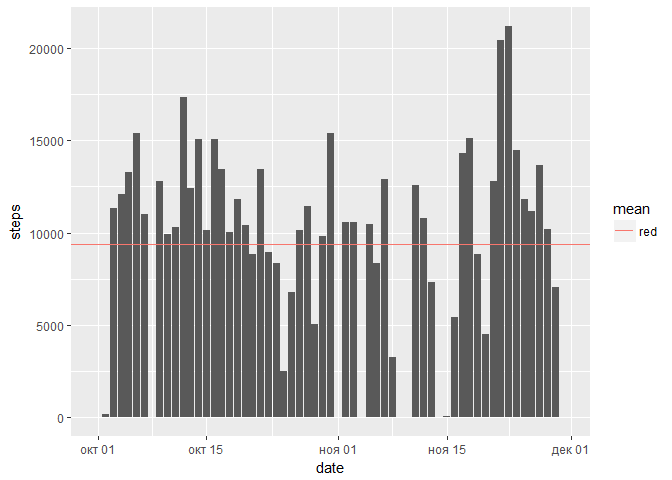 20000
15000
10000
5000
0
steps
окт 01
окт 15
ноя 01
ноя 15
дек 01
date
mean
red